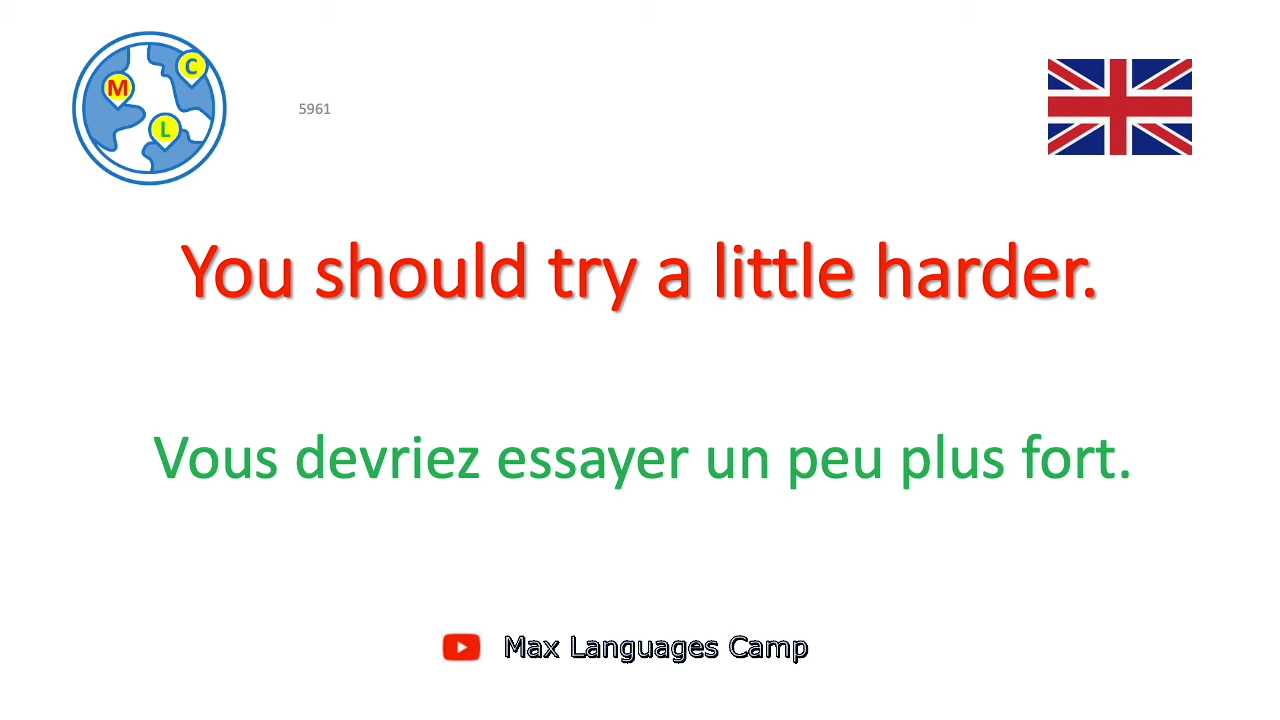 C
M
5961
L
You should try a little harder.
Vous devriez essayer un peu plus fort.
Max Languages Camp